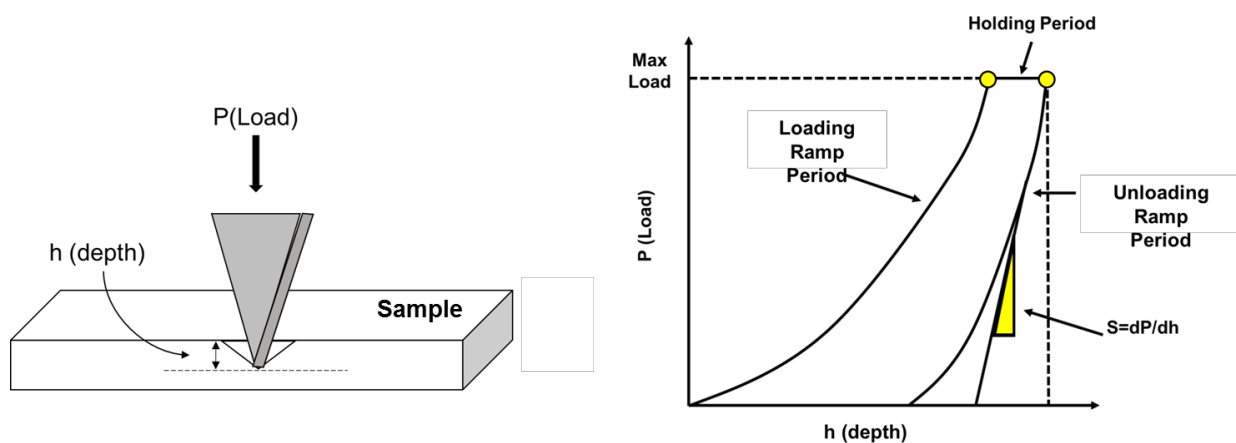 P(Load)
h (depth)
Sample
Holding Period
Max
Load
Loading
Ramp
Period
Unloading
Ramp
Period
P (Load)
S=dP/dh
h (depth)